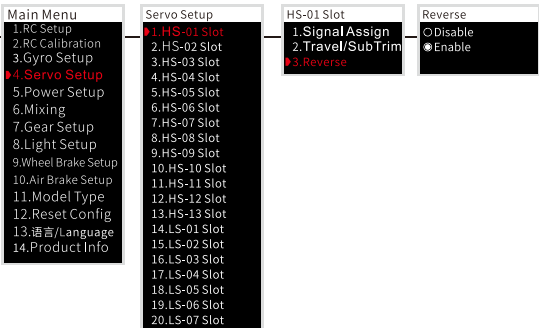 Main Menu
1.RC Setup
2.RC Calibration
3.Gyro Setup
4.Servo Setup
5.Power Setup
6.Mixing
7.Gear Setup
8.Light Setup
9.Wheel Brake Setup
10.Air Brake Setup
11.Model Type
12.Reset Config
13.语言/Language
14.Product Info
Servo Setup
1.HS-01 Slot
2.HS-02 Slot
3.HS-03 Slot
4.HS-04 Slot
5.HS-05 Slot
6.HS-06 Slot
7.HS-07 Slot
8.HS-08 Slot
9.HS-09 Slot
10.HS-10 Slot
11.HS-11 Slot
12.HS-12 Slot
13.HS-13 Slot
14.LS-01 Slot
15.LS-02 Slot
16.LS-03 Slot
17.LS-04 Slot
18.LS-05 Slot
19.LS-06 Slot
20.LS-07 Slot
HS-01 Slot
1.Signal Assign
2.Travel/SubTrim
3.Reverse
Reverse
Disable
Enable